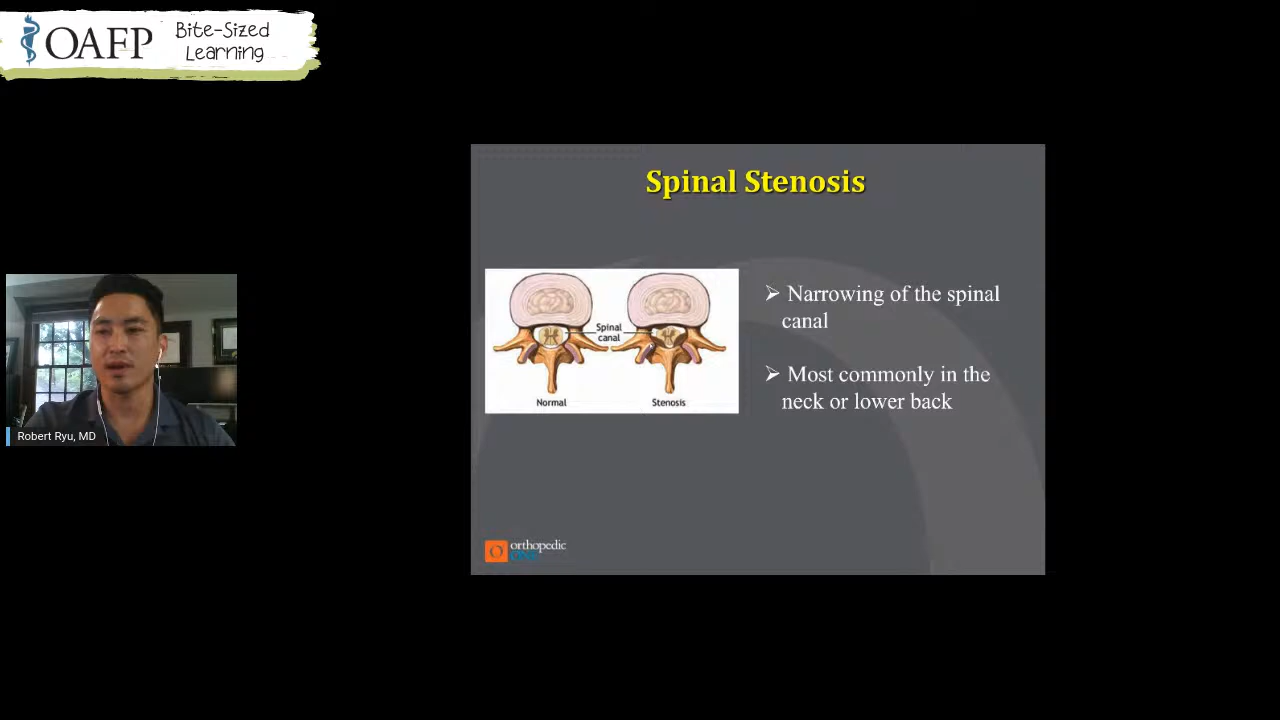 OAFP
Bite-Sized
Learning
Spinal Stenosis
Spinal
canal
Normal
Stenosis
➢ Narrowing of the spinal
canal
➢ Most commonly in the
neck or lower back
orthopedic
ONE
Robert Ryu, MD